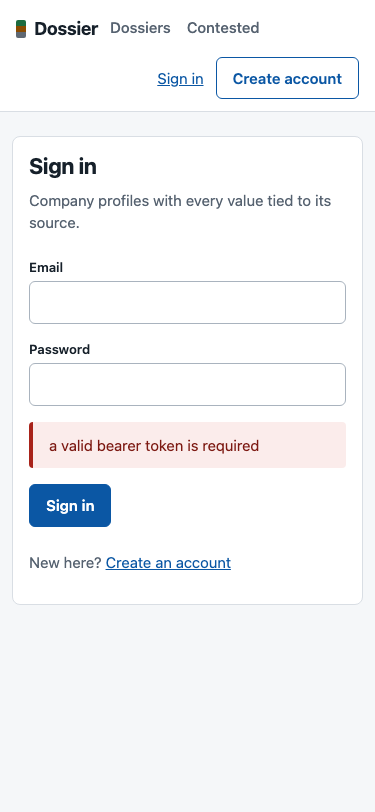 Dossier Dossiers Contested
Sign in Create account
Sign in
Company profiles with every value tied to its
source.
Email
Password
a valid bearer token is required
Sign in
New here? Create an account